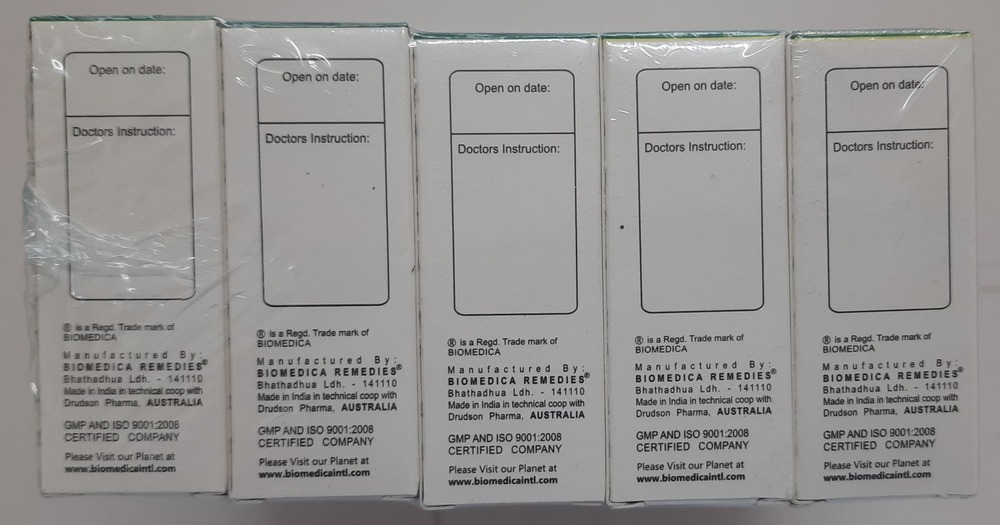 Open on date:
Doctors Instruction:
® is a Regd. Trade mark of
BIOMEDICA
Manufactured By:
BIOMEDICA REMEDIES®
Bhathadhua Ldh. - 141110
Made in India in technical coop with
Drudson Pharma, AUSTRALIA
GMP AND ISO 9001:2008
CERTIFIED COMPANY
Please Visit our Planet at
www.biomedicaintl.com
Open on date:
Doctors Instruction:
® is a Regd. Trade mark of
BIOMEDICA
Manufactured By:
BIOMEDICA REMEDIES®
Bhathadhua Ldh. - 141110
Made in India in technical coop with
Drudson Pharma, AUSTRALIA
GMP AND ISO 9001:2008
CERTIFIED COMPANY
Please Visit our Planet at
www.biomedicaintl.com
Open on date:
Doctors Instruction:
® is a Regd. Trade mark of
BIOMEDICA
Manufactured By:
BIOMEDICA REMEDIES®
Bhathadhua Ldh. - 141110
Made in India in technical coop with
Drudson Pharma, AUSTRALIA
GMP AND ISO 9001:2008
CERTIFIED COMPANY
Please Visit our Planet at
www.biomedicaintl.com
Open on date:
Doctors Instruction:
® is a Regd. Trade mark of
BIOMEDICA
Manufactured By:
BIOMEDICA REMEDIES®
Bhathadhua Ldh. - 141110
Made in India in technical coop with
Drudson Pharma, AUSTRALIA
GMP AND ISO 9001:2008
CERTIFIED COMPANY
Please Visit our Planet at
www.biomedicaintl.com
Open on date:
Doctors Instruction:
® is a Regd. Trade mark of
BIOMEDICA
Manufactured By:
BIOMEDICA REMEDIES®
Bhathadhua Ldh. - 141110
Made in India in technical coop with
Drudson Pharma, AUSTRALIA
GMP AND ISO 9001:2008
CERTIFIED COMPANY
Please Visit our Planet at
www.biomedicaintl.com